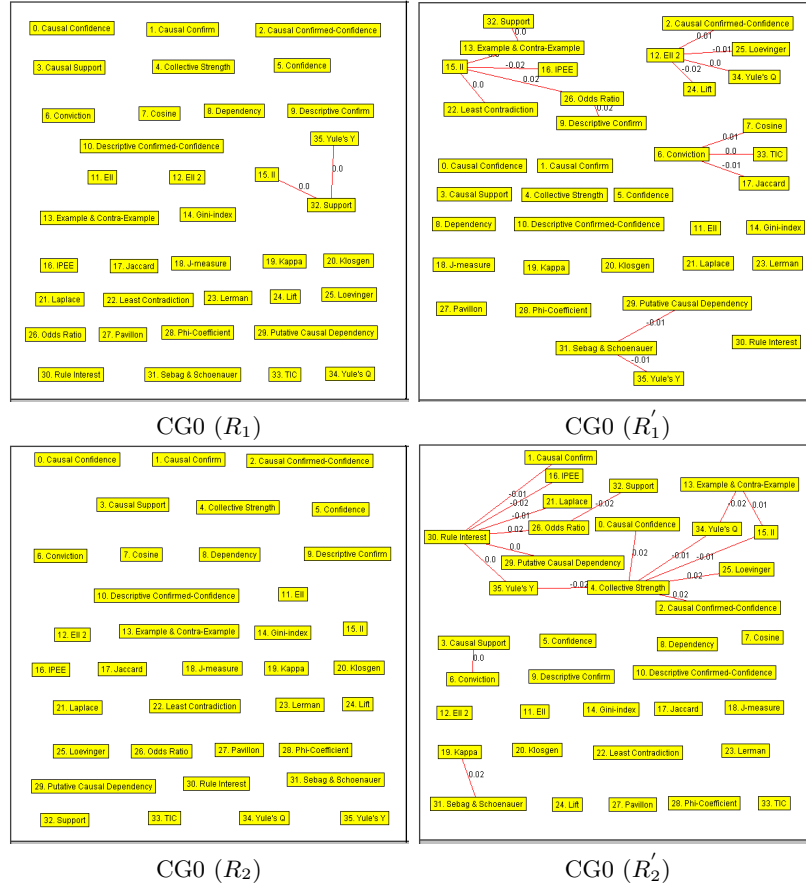 0. Causal Confidence 1. Causal Confirm 2. Causal Confirmed-Confidence
3. Causal Support 4. Collective Strength 5. Confidence
6. Conviction 7. Cosine 8. Dependency 9. Descriptive Confirm
35. Yule's Y
10. Descriptive Confirmed-Confidence
0.0
11. EII 12. EII 2 15. II
0.0
32. Support
13. Example & Contra-Example 14. Gini-index
16. IPEE 17. Jaccard 18. J-measure 19. Kappa 20. Klosgen
21. Laplace 22. Least Contradiction 23. Lerman 24. Lift 25. Loevinger
26. Odds Ratio 27. Pavillon 28. Phi-Coefficient 29. Putative Causal Dependency
30. Rule Interest 31. Sebag & Schoenauer 33. TIC 34. Yule's Q
CG0 (R1)
32. Support
0.0
13. Example & Contra-Example
15. II 16. IPEE
-0.02
0.02
0.0
26. Odds Ratio
22. Least Contradiction
0.02
9. Descriptive Confirm
2. Causal Confirmed-Confidence
0.01
-0.01 25. Loevinger
12. EII 2
0.0
-0.02 34. Yule's Q
24. Lift
7. Cosine
0.01
6. Conviction 0.0 33. TIC
-0.01
17. Jaccard
0. Causal Confidence 1. Causal Confirm
3. Causal Support 4. Collective Strength 5. Confidence
8. Dependency 10. Descriptive Confirmed-Confidence 11. EII 14. Gini-index
18. J-measure 19. Kappa 20. Klosgen 21. Laplace 23. Lerman
27. Pavillon 28. Phi-Coefficient 29. Putative Causal Dependency
-0.01
30. Rule Interest
31. Sebag & Schoenauer
-0.01
35. Yule's Y
CG0 (R1')
0. Causal Confidence 1. Causal Confirm 2. Causal Confirmed-Confidence
3. Causal Support 4. Collective Strength 5. Confidence
6. Conviction 7. Cosine 8. Dependency 9. Descriptive Confirm
10. Descriptive Confirmed-Confidence 11. EII
12. EII 2 13. Example & Contra-Example 14. Gini-index 15. II
16. IPEE 17. Jaccard 18. J-measure 19. Kappa 20. Klosgen
21. Laplace 22. Least Contradiction 23. Lerman 24. Lift
25. Loevinger 26. Odds Ratio 27. Pavillon 28. Phi-Coefficient
29. Putative Causal Dependency 30. Rule Interest 31. Sebag & Schoenauer
32. Support 33. TIC 34. Yule's Q 35. Yule's Y
CG0 (R2)
1. Causal Confirm
16. IPEE
-0.01
-0.02 21. Laplace
-0.01
30. Rule Interest 0.02 26. Odds Ratio
0.0
0.0 29. Putative Causal Dependency
35. Yule's Y
32. Support
-0.02
0. Causal Confidence
0.02
13. Example & Contra-Example
-0.02 0.01
34. Yule's Q 15. II
-0.01 -0.01
25. Loevinger
0.02
-0.02 4. Collective Strength
0.02
2. Causal Confirmed-Confidence
3. Causal Support 5. Confidence 8. Dependency 7. Cosine
0.0
6. Conviction 9. Descriptive Confirm 10. Descriptive Confirmed-Confidence
12. EII 2 11. EII 14. Gini-index 17. Jaccard 18. J-measure
19. Kappa 20. Klosgen 22. Least Contradiction 23. Lerman
0.02
31. Sebag & Schoenauer 24. Lift 27. Pavillon 28. Phi-Coefficient 33. TIC
CG0 (R2')